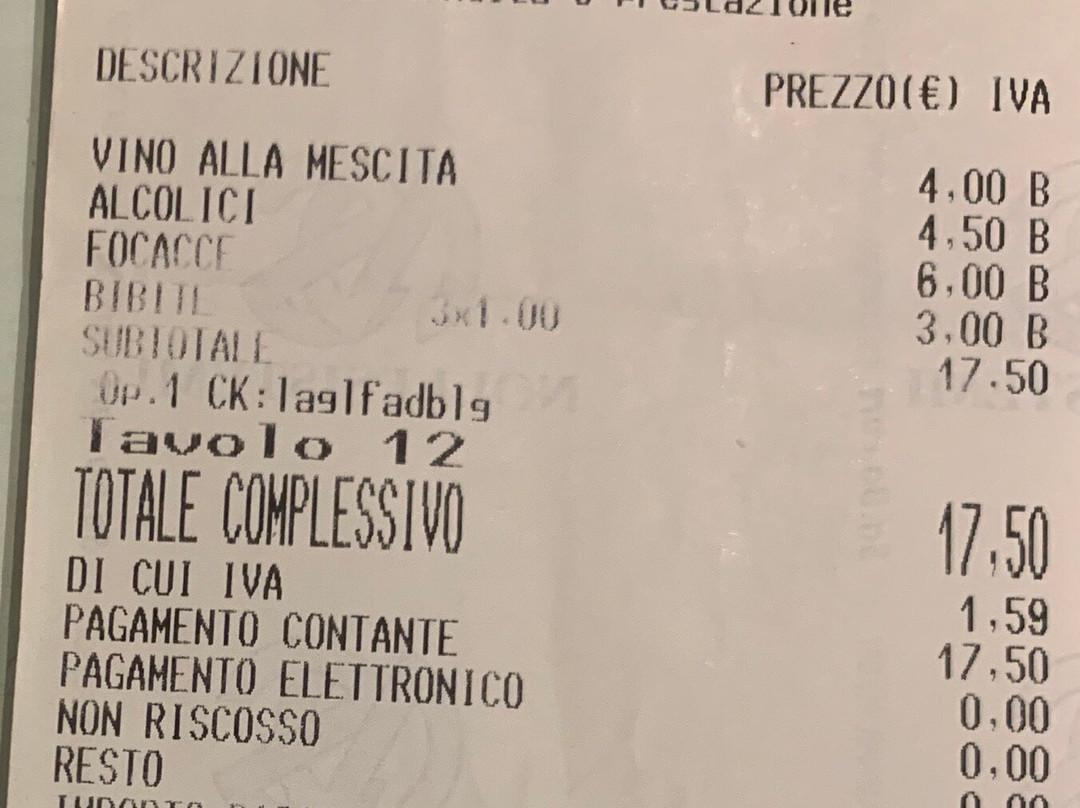 o Prestazione
DESCRIZIONE PREZZO(€) IVA
VINO ALLA MESCITA 4,00 B
ALCOLICI 4,50 B
FOCACCE 6,00 B
BIBITE 3x1.00 3,00 B
SUBTOTALE 17.50
Op.1 CK:laglfadblg
Tavolo 12
TOTALE COMPLESSIVO 17,50
DI CUI IVA 1,59
PAGAMENTO CONTANTE 17,50
PAGAMENTO ELETTRONICO 0,00
NON RISCOSSO 0,00
RESTO 0,00